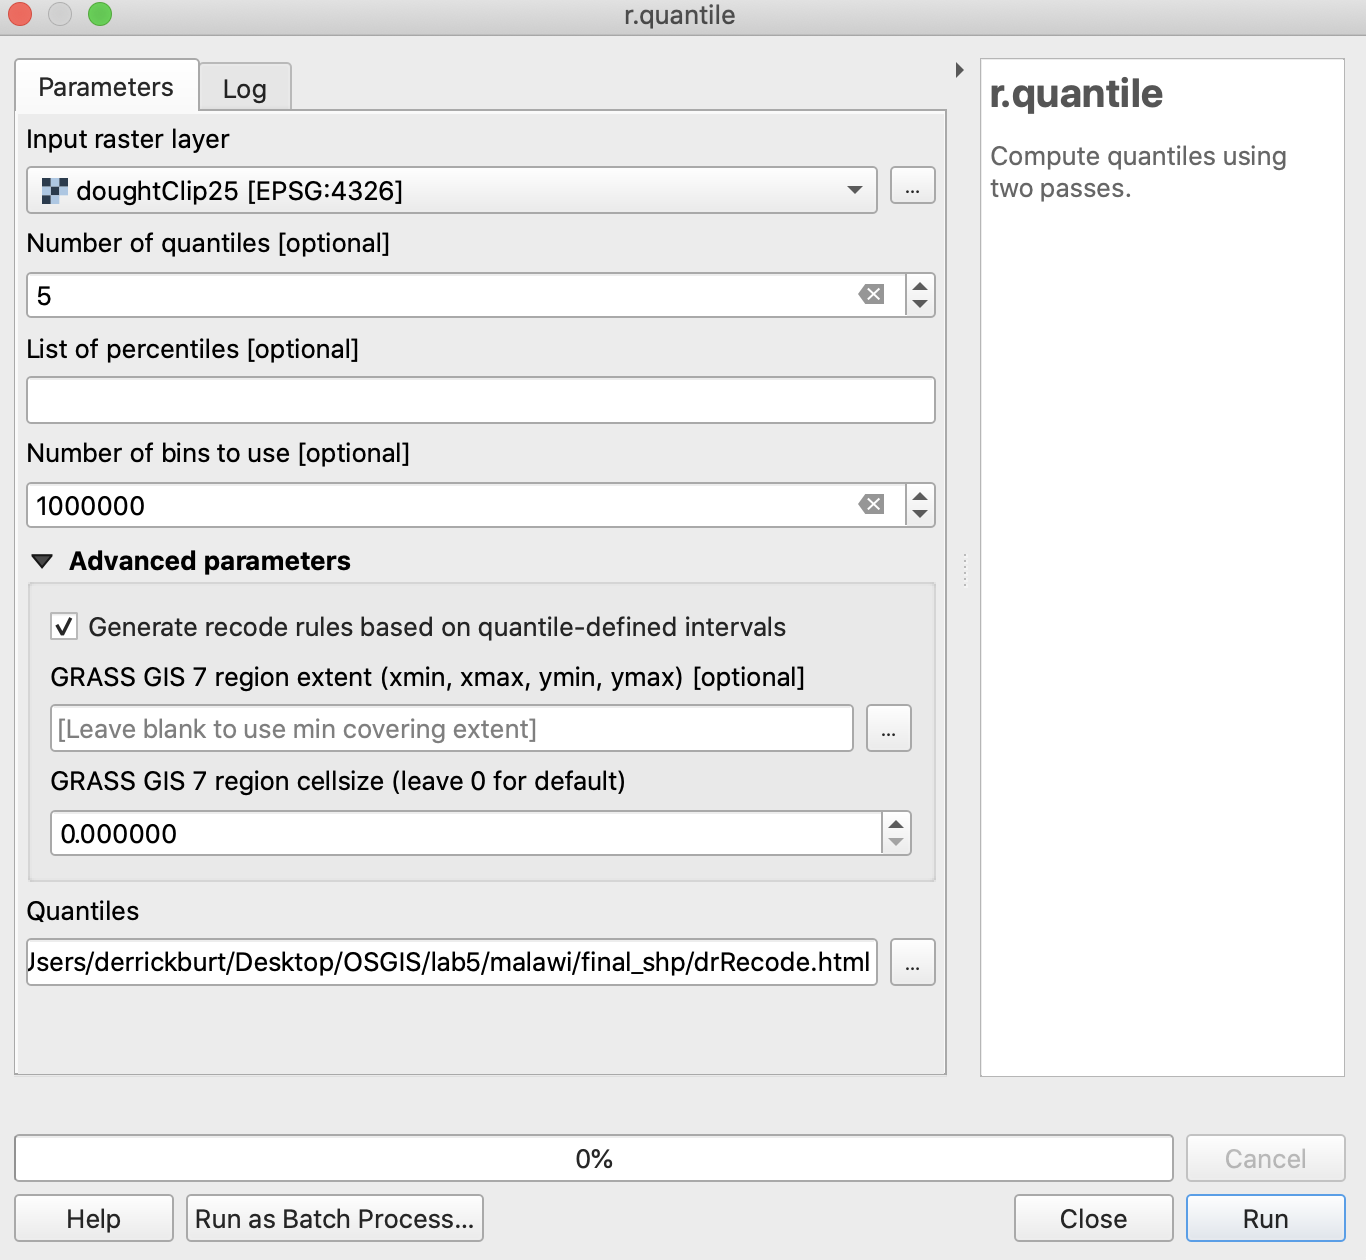 r.quantile
Parameters
Log
Input raster layer
doughtClip25 [EPSG:4326]
...
Number of quantiles [optional]
5
List of percentiles [optional]
Number of bins to use [optional]
1000000
Advanced parameters
Generate recode rules based on quantile-defined intervals
GRASS GIS 7 region extent (xmin, xmax, ymin, ymax) [optional]
[Leave blank to use min covering extent]
...
GRASS GIS 7 region cellsize (leave 0 for default)
0.000000
Quantiles
Jsers/derrickburt/Desktop/OSGIS/lab5/malawi/final_shp/drRecode.html
...
r.quantile
Compute quantiles using
two passes.
0%
Cancel
Help
Run as Batch Process...
Close
Run